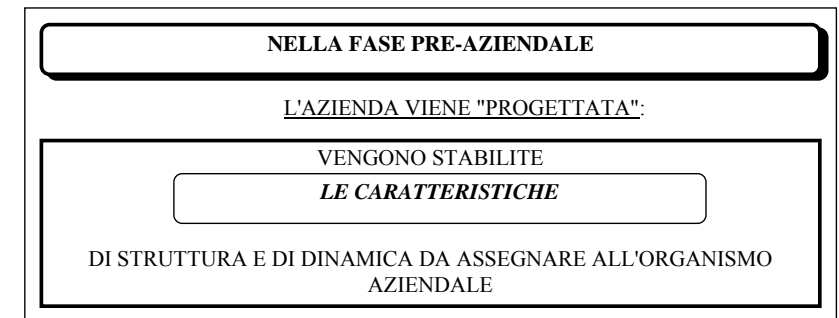 NELLA FASE PRE-AZIENDALE
L'AZIENDA VIENE "PROGETTATA":
VENGONO STABILITE
LE CARATTERISTICHE
DI STRUTTURA E DI DINAMICA DA ASSEGNARE ALL'ORGANISMO
AZIENDALE